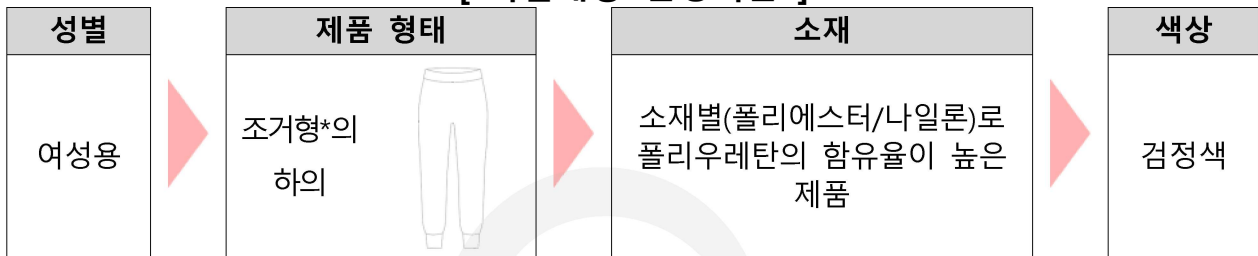 성별
제품 형태
소재
색상
여성용
조거형*의
하의
소재별(폴리에스터/나일론)로
폴리우레탄의 함유율이 높은
제품
검정색